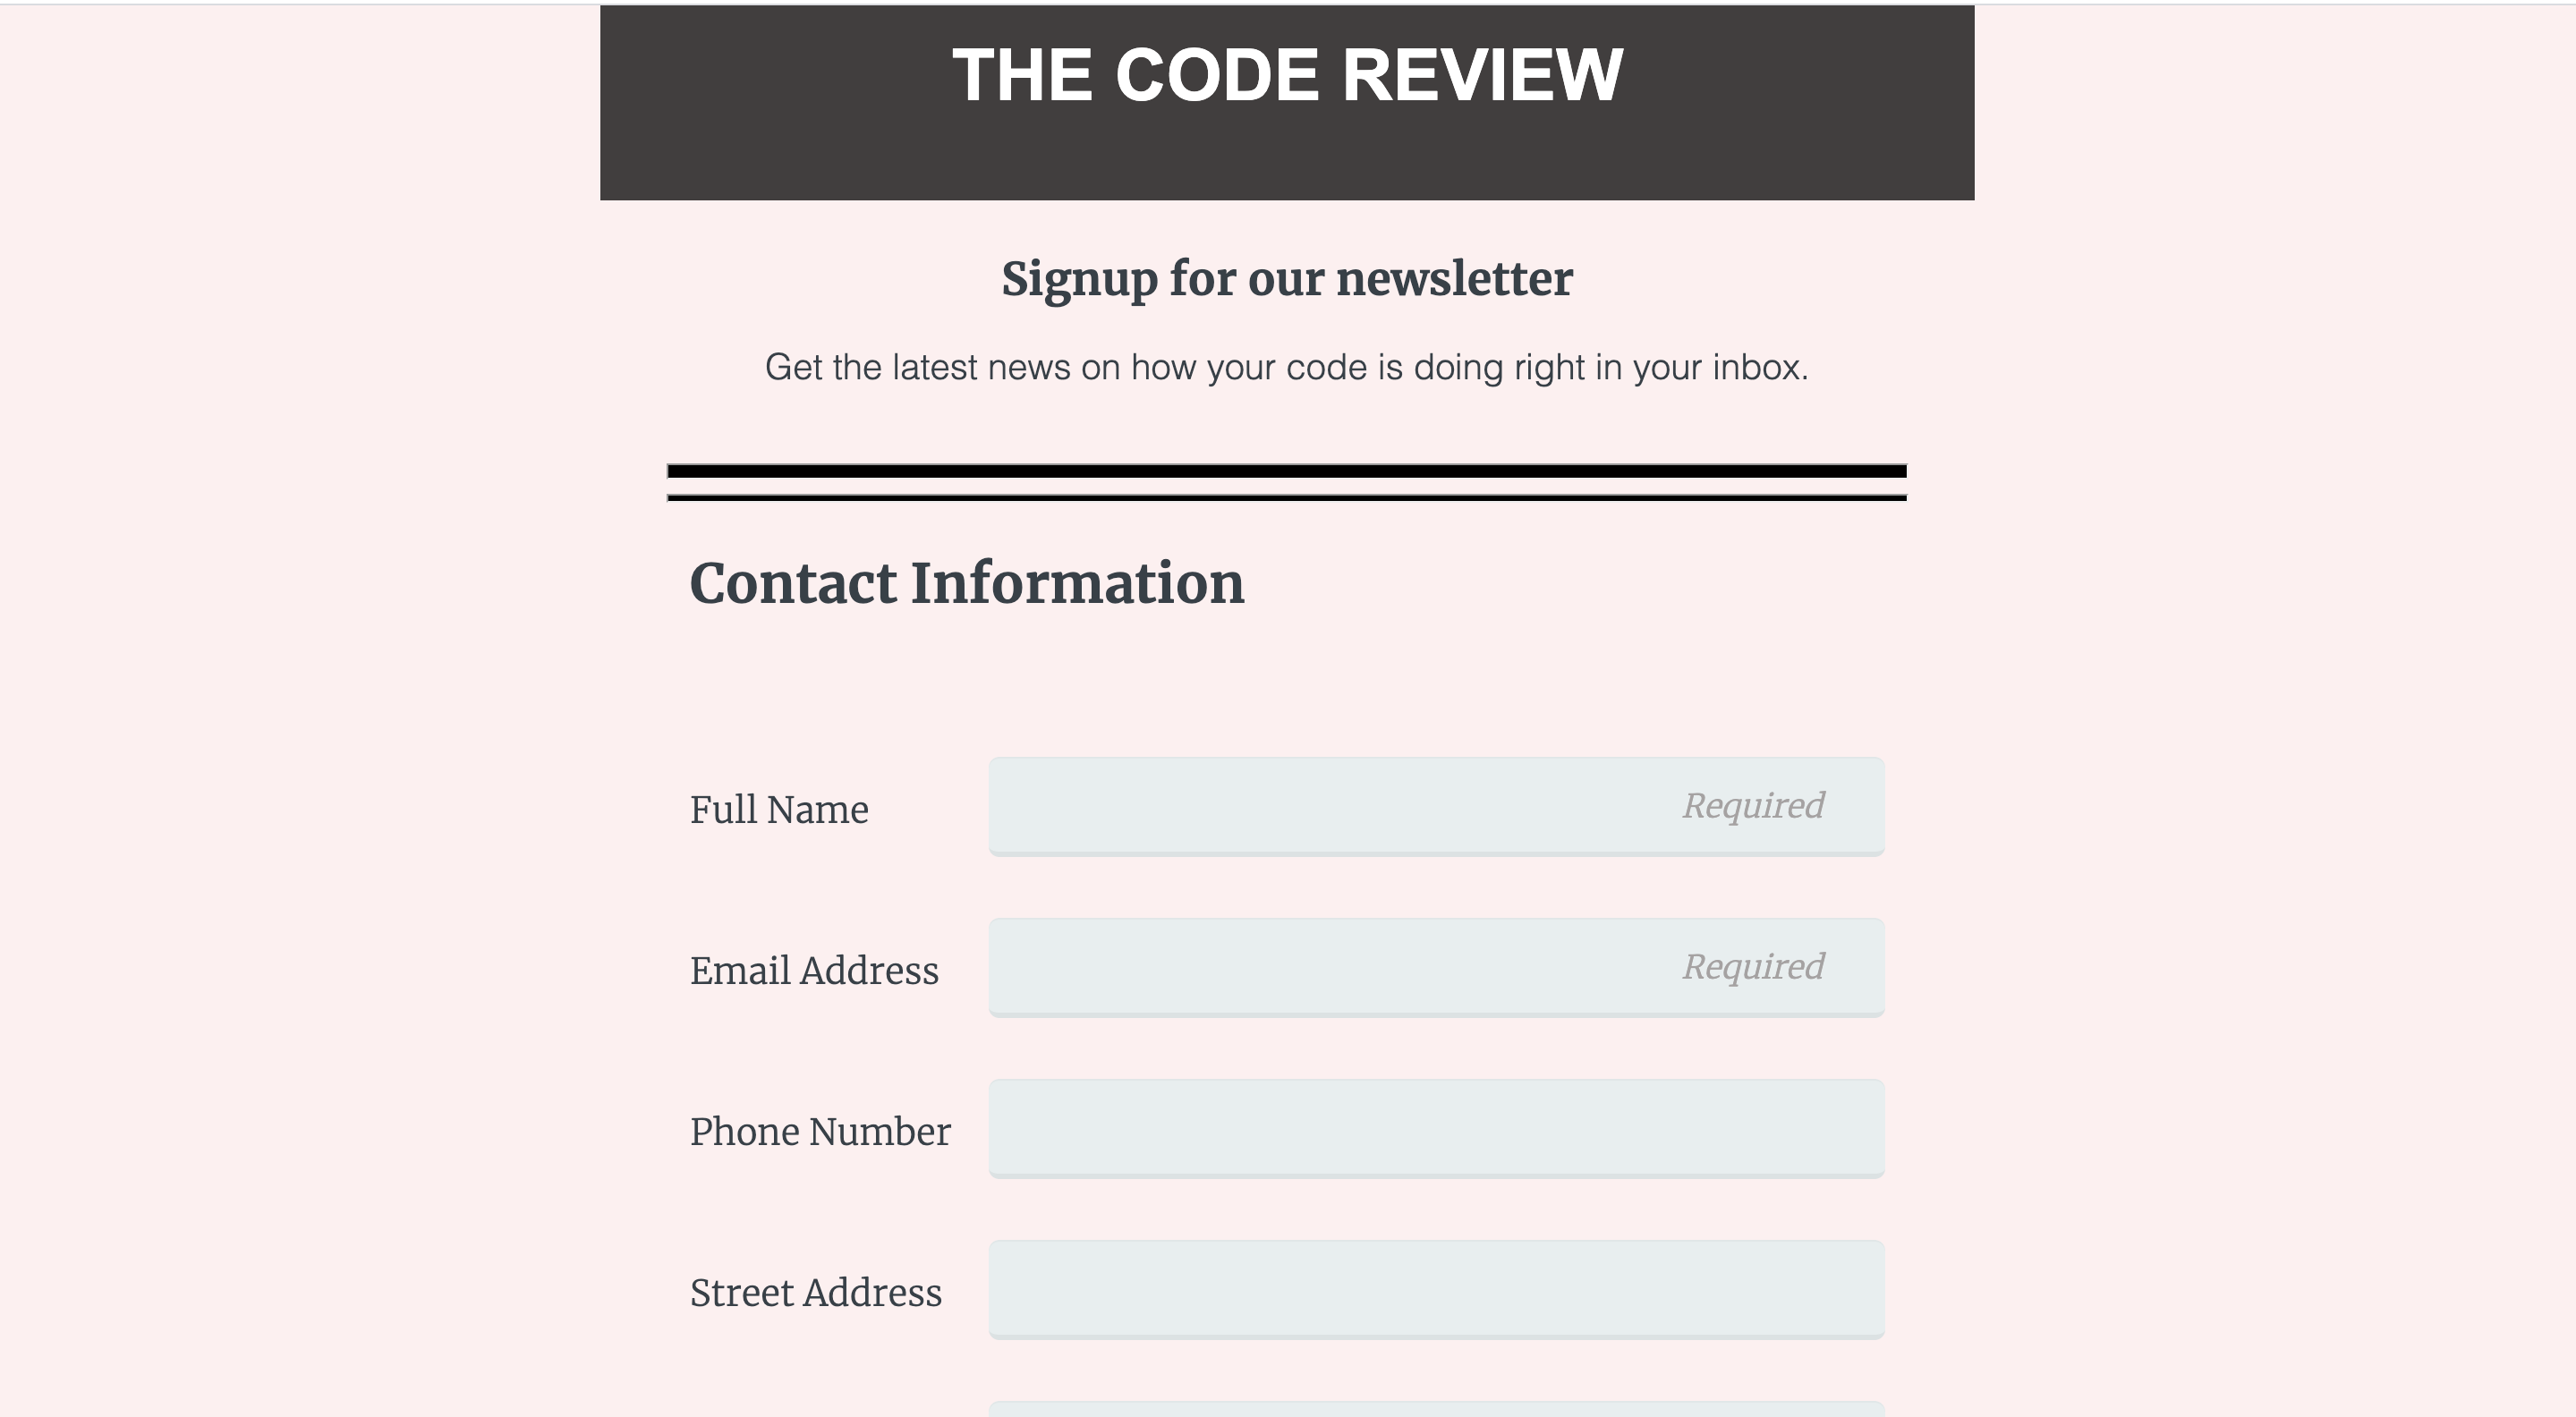 THE CODE REVIEW
Signup for our newsletter
Get the latest news on how your code is doing right in your inbox.
Contact Information
Full Name
Required
Email Address
Required
Phone Number
Street Address